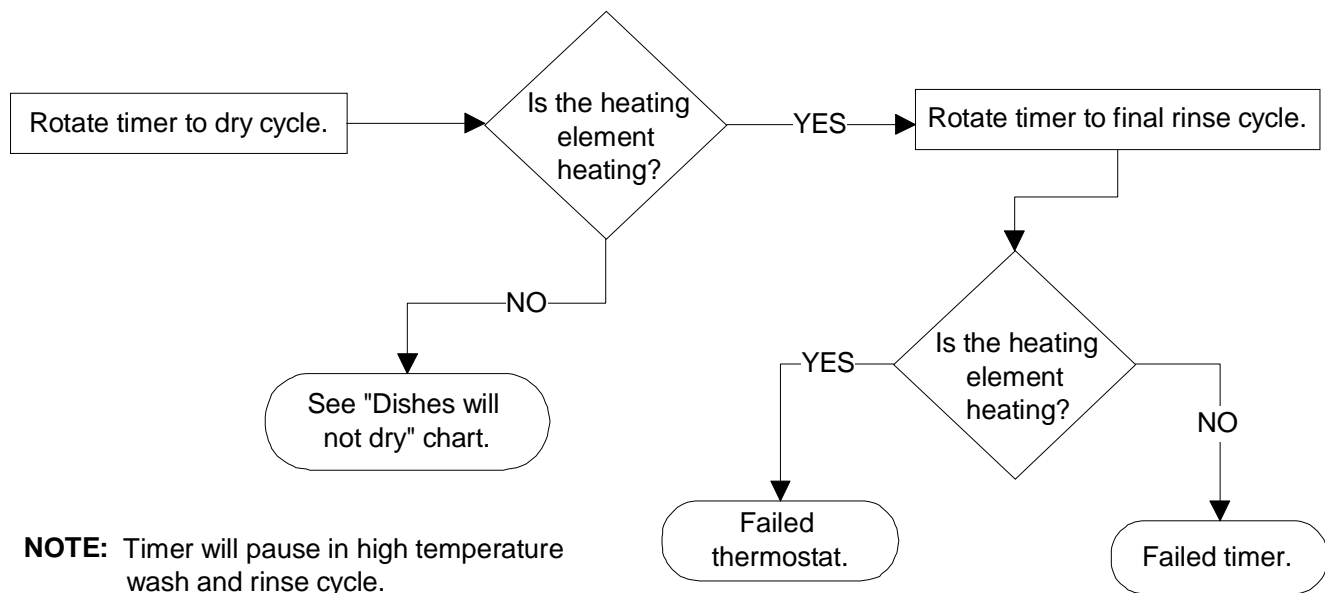 Rotate timer to dry cycle.
Is the heating
element
heating?
YES
Rotate timer to final rinse cycle.
NO
See "Dishes will
not dry" chart.
Is the heating
element
heating?
YES
NO
Failed
thermostat.
Failed timer.
NOTE: Timer will pause in high temperature
wash and rinse cycle.